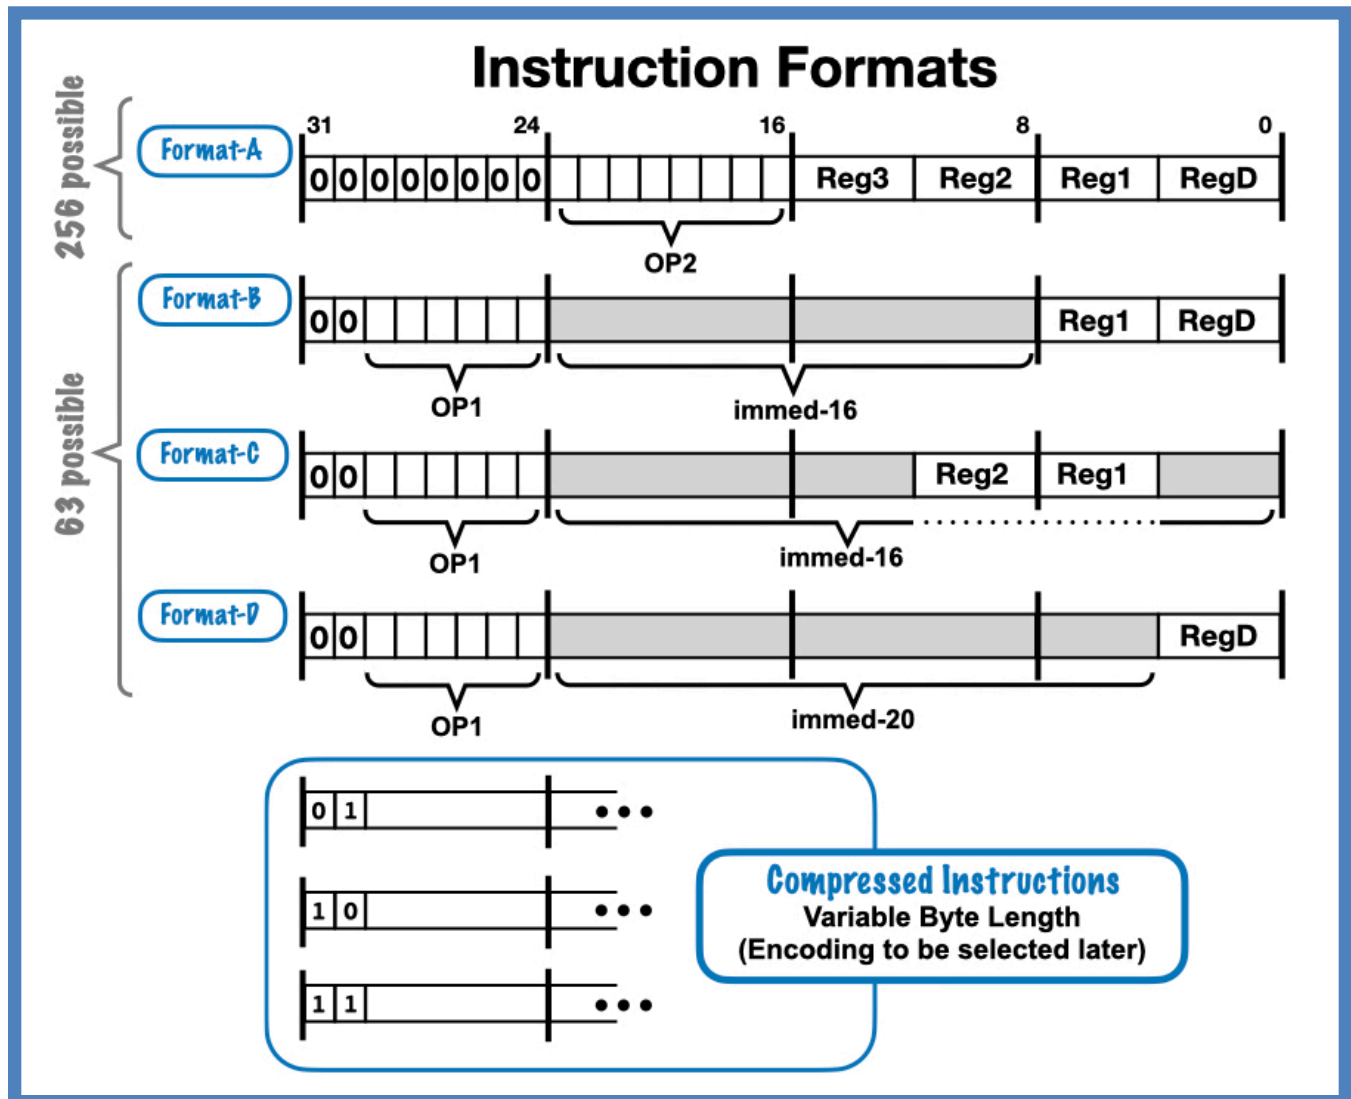 Instruction Formats
256 possible
31 24 16 8 0
Format-A
0 0 0 0 0 0 0 0 Reg3 Reg2 Reg1 RegD
OP2
63 possible
Format-B
0 0 Reg1 RegD
OP1 immed-16
Format-C
0 0 Reg2 Reg1
OP1 immed-16
Format-D
0 0 RegD
OP1 immed-20
0 1 •••
1 0 •••
1 1 •••
Compressed Instructions
Variable Byte Length
(Encoding to be selected later)